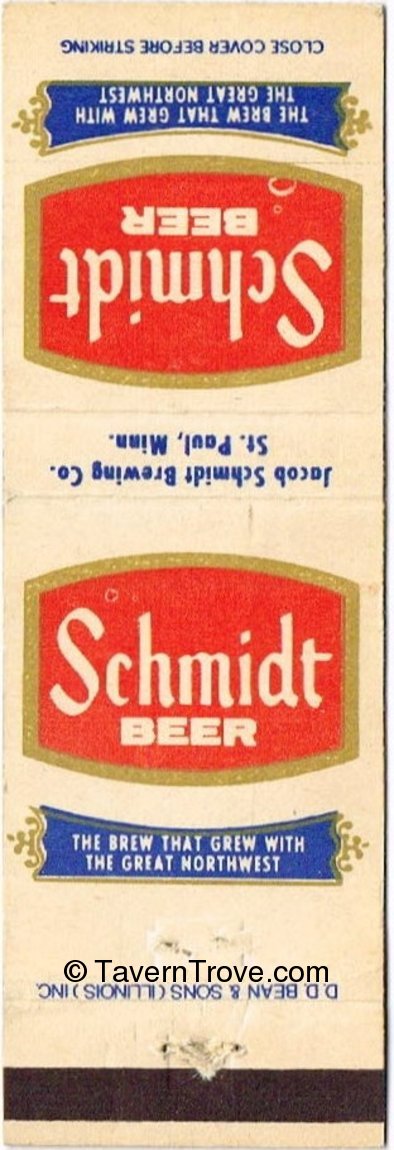 CLOSE COVER BEFORE STRIKING
THE BREW THAT GREW WITH
THE GREAT NORTHWEST
Schmidt
BEER
Jacob Schmidt Brewing Co.
St. Paul, Minn.
Schmidt
BEER
THE BREW THAT GREW WITH
THE GREAT NORTHWEST
© TavernTrove.com
D. D. BEAN & SONS (ILLINOIS) INC.